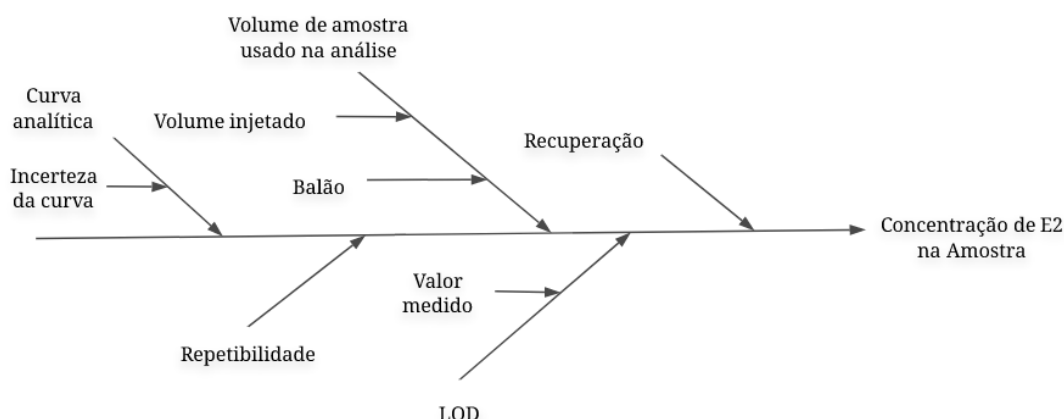 Volume de amostra
usado na análise
Curva
analítica
Volume injetado
Recuperação
Incerteza
da curva
Balão
Concentração de E2
na Amostra
Valor
medido
Repetibilidade
LOD